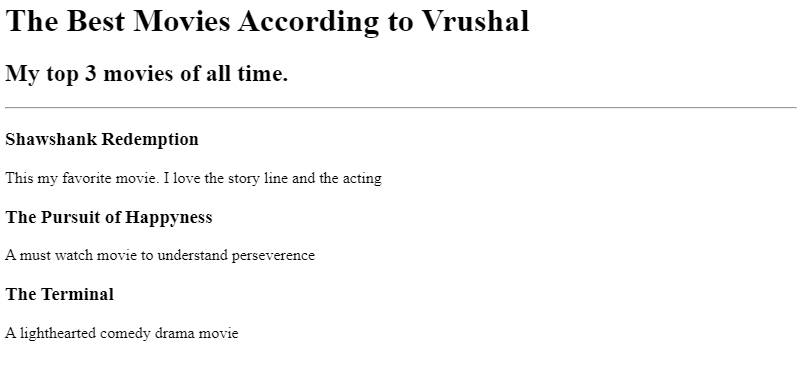 The Best Movies According to Vrushal
My top 3 movies of all time.
Shawshank Redemption
This my favorite movie. I love the story line and the acting
The Pursuit of Happyness
A must watch movie to understand perseverence
The Terminal
A lighthearted comedy drama movie